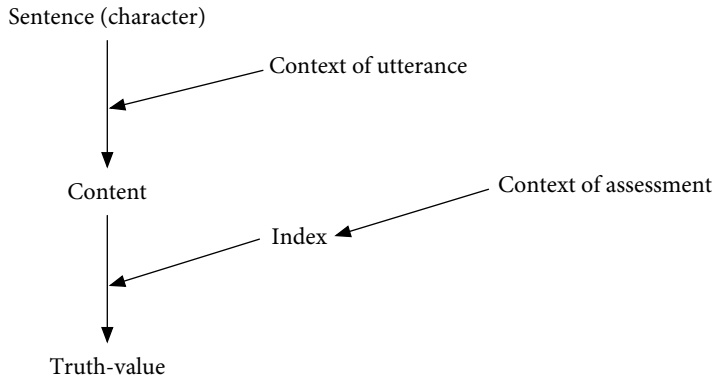 Sentence (character)
Context of utterance
Content
Context of assessment
Index
Truth-value